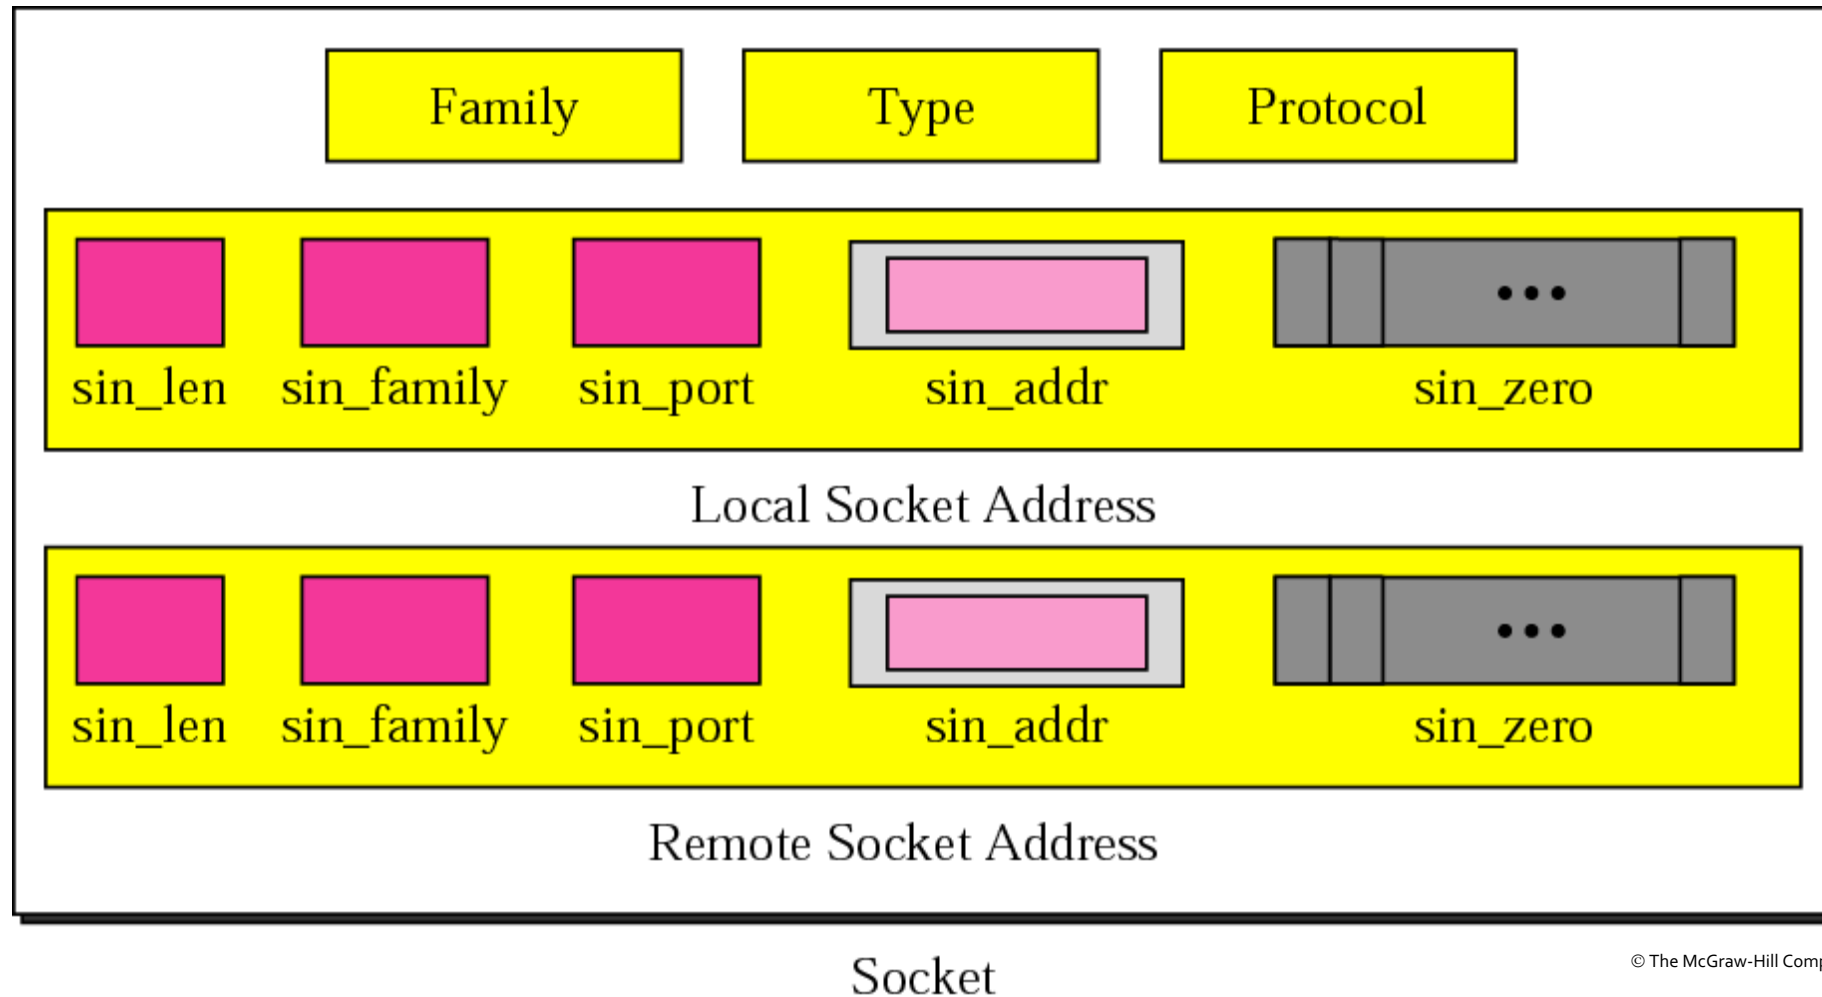 Family Type Protocol
sin_len sin_family sin_port sin_addr sin_zero
Local Socket Address
sin_len sin_family sin_port sin_addr sin_zero
Remote Socket Address
Socket
© The McGraw-Hill Comp